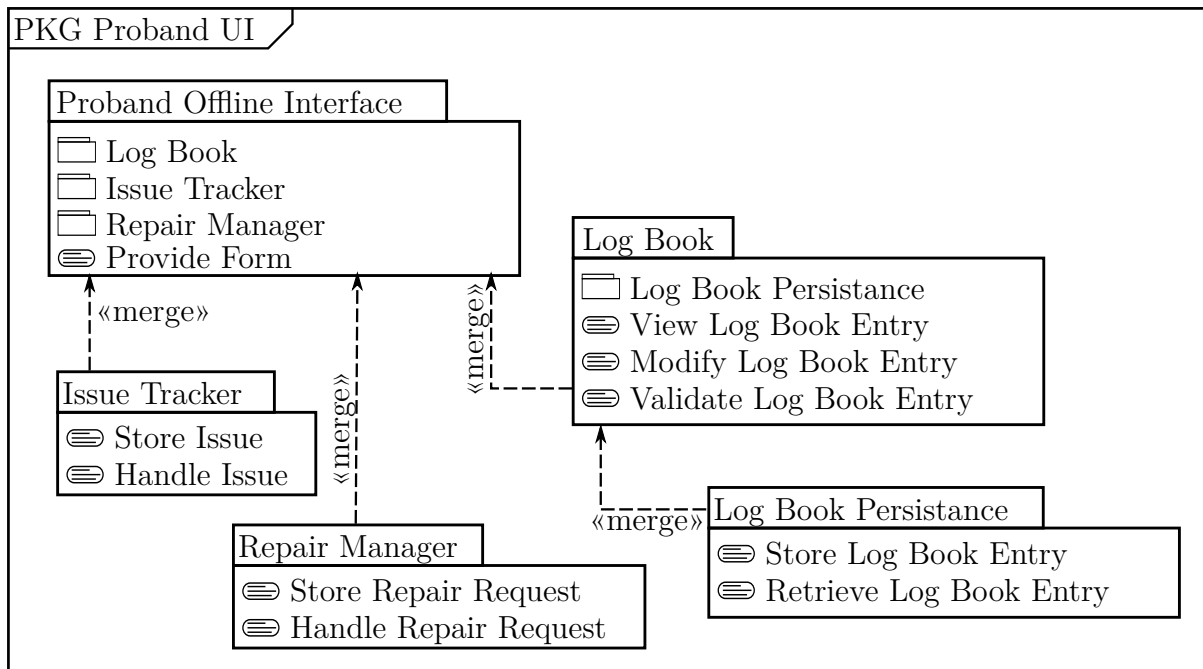 PKG Proband UI
Proband Offline Interface
Log Book
Issue Tracker
Repair Manager
Provide Form
«merge»
«merge»
«merge»
Log Book
Log Book Persistance
View Log Book Entry
Modify Log Book Entry
Validate Log Book Entry
Issue Tracker
Store Issue
Handle Issue
«merge»
Log Book Persistance
Store Log Book Entry
Retrieve Log Book Entry
Repair Manager
Store Repair Request
Handle Repair Request